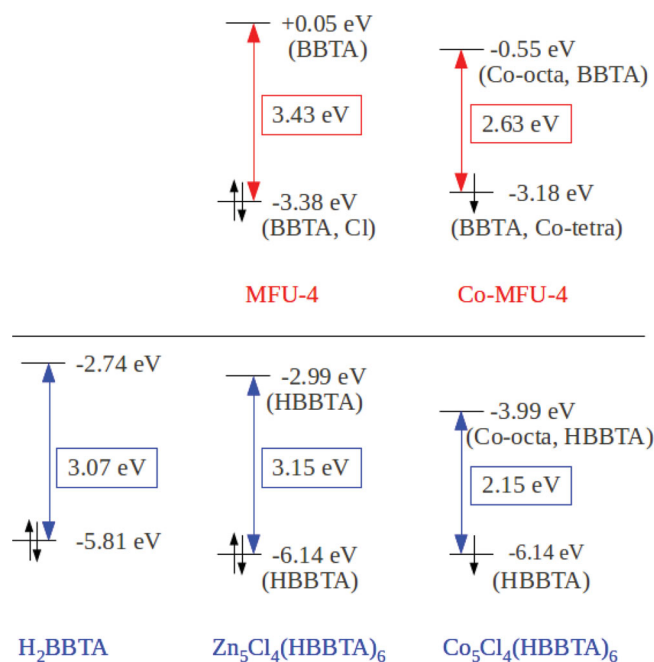 +0.05 eV
(BBTA)
-0.55 eV
(Co-octa, BBTA)
3.43 eV
2.63 eV
-3.38 eV
(BBTA, Cl)
-3.18 eV
(BBTA, Co-tetra)
MFU-4
Co-MFU-4
-2.74 eV
-2.99 eV
(HBBTA)
-3.99 eV
(Co-octa, HBBTA)
3.07 eV
3.15 eV
2.15 eV
-5.81 eV
-6.14 eV
(HBBTA)
-6.14 eV
(HBBTA)
H₂BBTA
Zn₅Cl₄(HBBTA)₆
Co₅Cl₄(HBBTA)₆